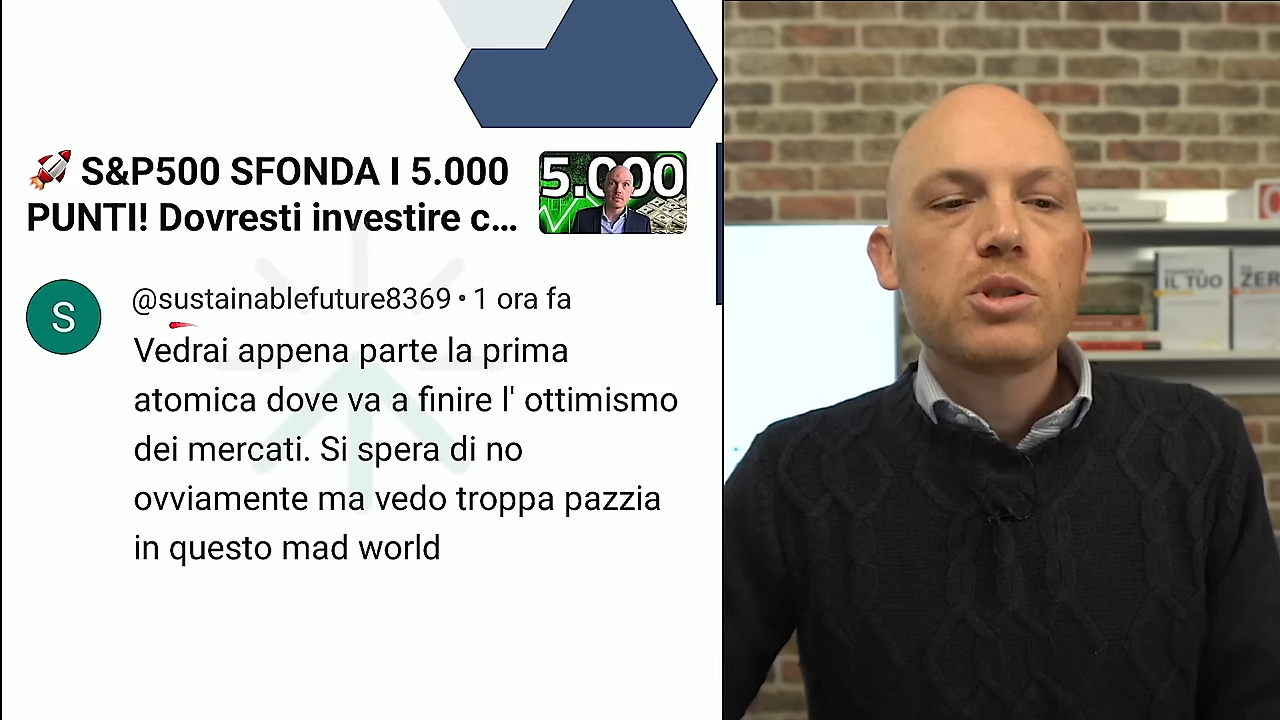 🚀 S&P500 SFONDA I 5.000
PUNTI! Dovresti investire c...
5.000
@sustainablefuture8369 • 1 ora fa
S
Vedrai appena parte la prima
atomica dove va a finire l' ottimismo
dei mercati. Si spera di no
ovviamente ma vedo troppa pazzia
in questo mad world
IL TUO
ZER